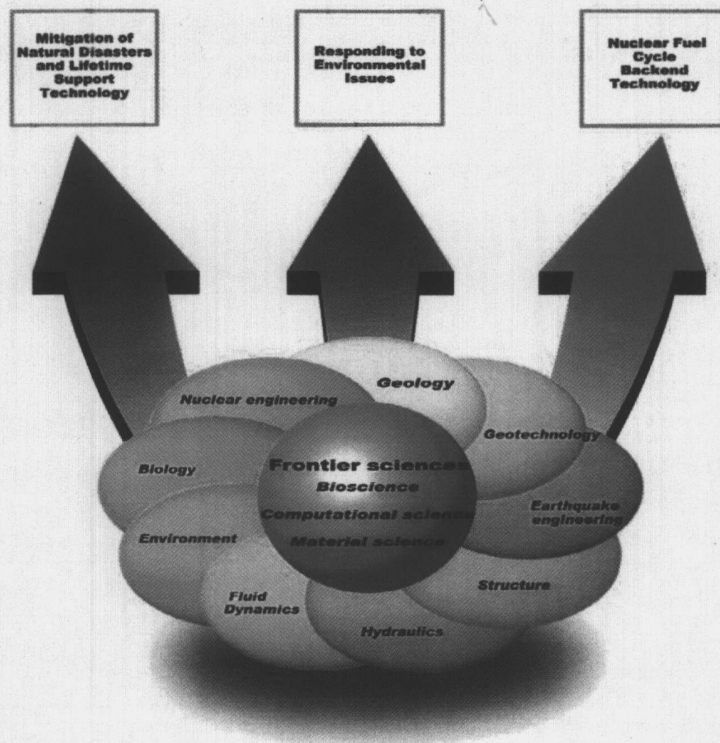 Mitigation of
Natural Disasters
and Lifetime
Support
Technology
Responding to
Environmental
Issues
Nuclear Fuel
Cycle
Backend
Technology
Geology
Nuclear engineering
Geotechnology
Frontier sciences
Biology
Bioscience
Computational science
Earthquake
engineering
Environment
Material science
Structure
Fluid
Dynamics
Hydraulics